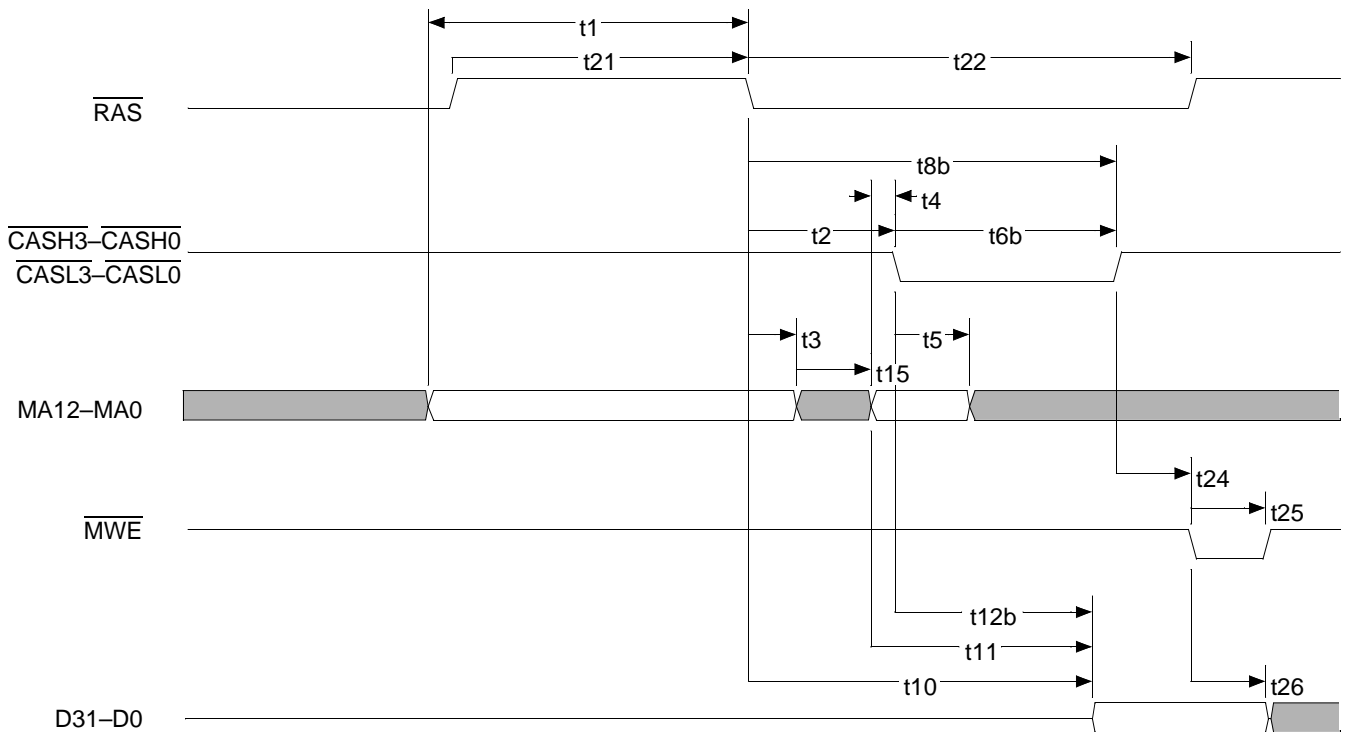 t1
t21
t22
RAS
t8b
t4
CASH3–CASH0
t2
t6b
CASL3–CASL0
t3
t5
t15
MA12–MA0
t24
t25
MWE
t12b
t11
t10
t26
D31–D0